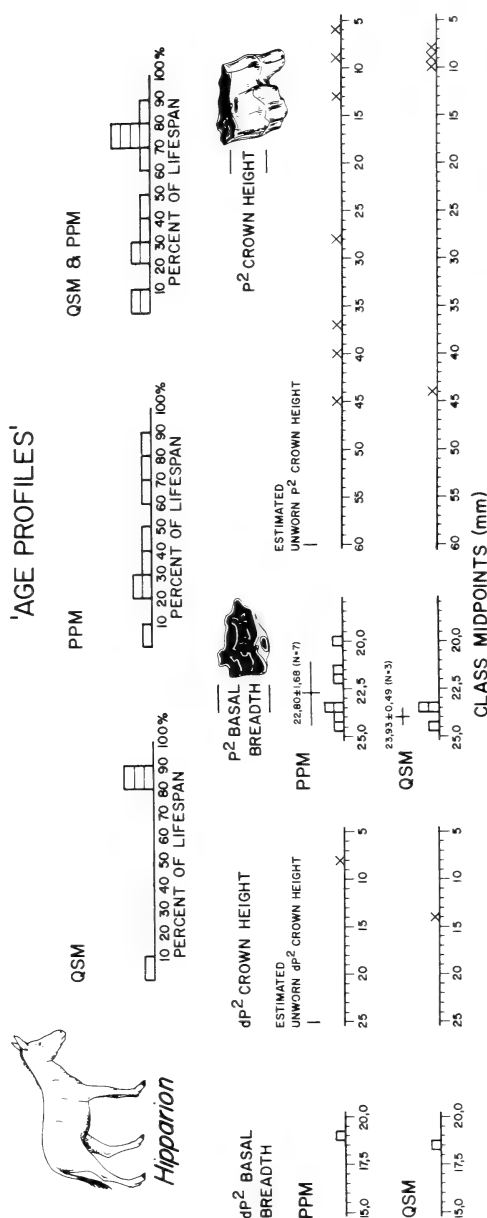 'AGE PROFILES'
QSM
PPM
QSM & PPM
10 20 30 40 50 60 70 80 90 100%
PERCENT OF LIFESPAN
10 20 30 40 50 60 70 80 90 100%
PERCENT OF LIFESPAN
10 20 30 40 50 60 70 80 90 100%
PERCENT OF LIFESPAN
Hipparion
dP² BASAL
BREADTH
dP² CROWN HEIGHT
P² BASAL
BREADTH
P² CROWN HEIGHT
PPM
ESTIMATED
UNWORN dP² CROWN HEIGHT
PPM
22,80±1,68 (N=7)
ESTIMATED
UNWORN P² CROWN HEIGHT
15,0 17,5 20,0
25 20 15 10 5
25,0 22,5 20,0
60 55 50 45 40 35 30 25 20 15 10 5
QSM
QSM
23,93±0,49 (N=3)
15,0 17,5 20,0
25 20 15 10 5
25,0 22,5 20,0
60 55 50 45 40 35 30 25 20 15 10 5
CLASS MIDPOINTS (mm)